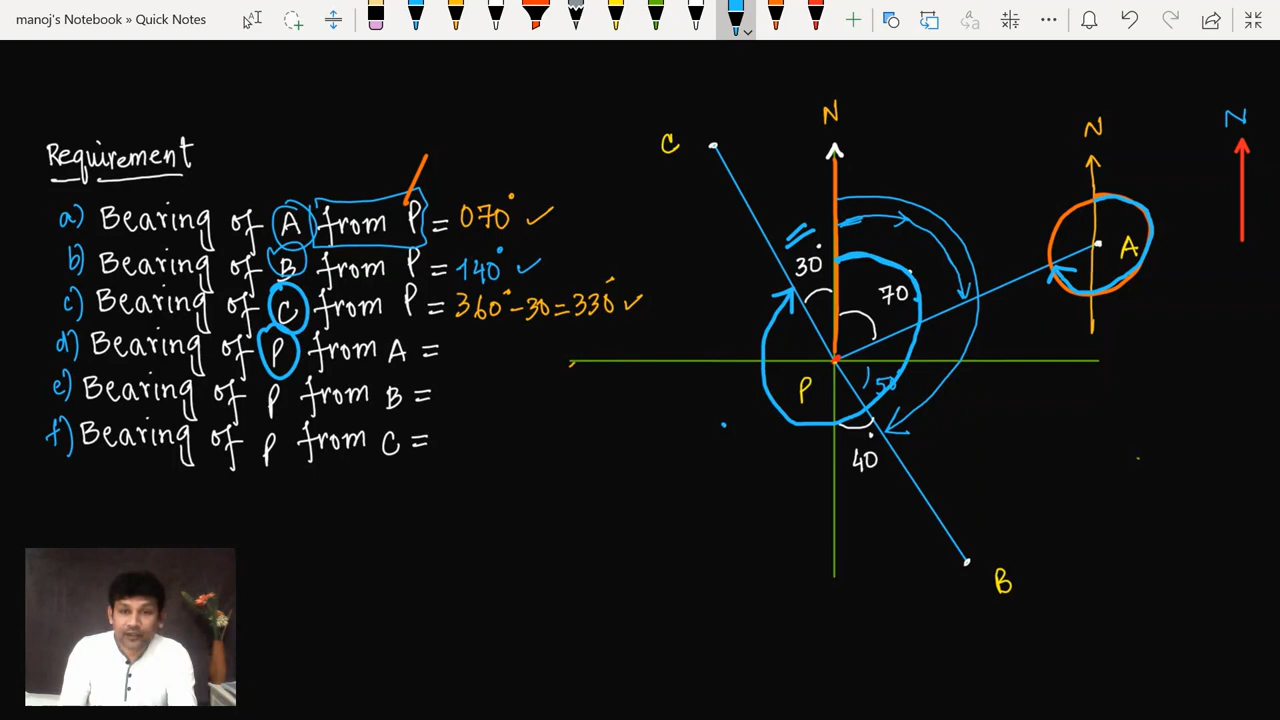 manoj's Notebook » Quick Notes
Requirement
a) Bearing of A from P = 070° ✓
b) Bearing of B from P = 140° ✓
c) Bearing of C from P = 360° - 30 = 330° ✓
d) Bearing of P from A =
e) Bearing of P from B =
f) Bearing of P from C =
N
N
N
C
A
30°
70°
P
50°
40°
B